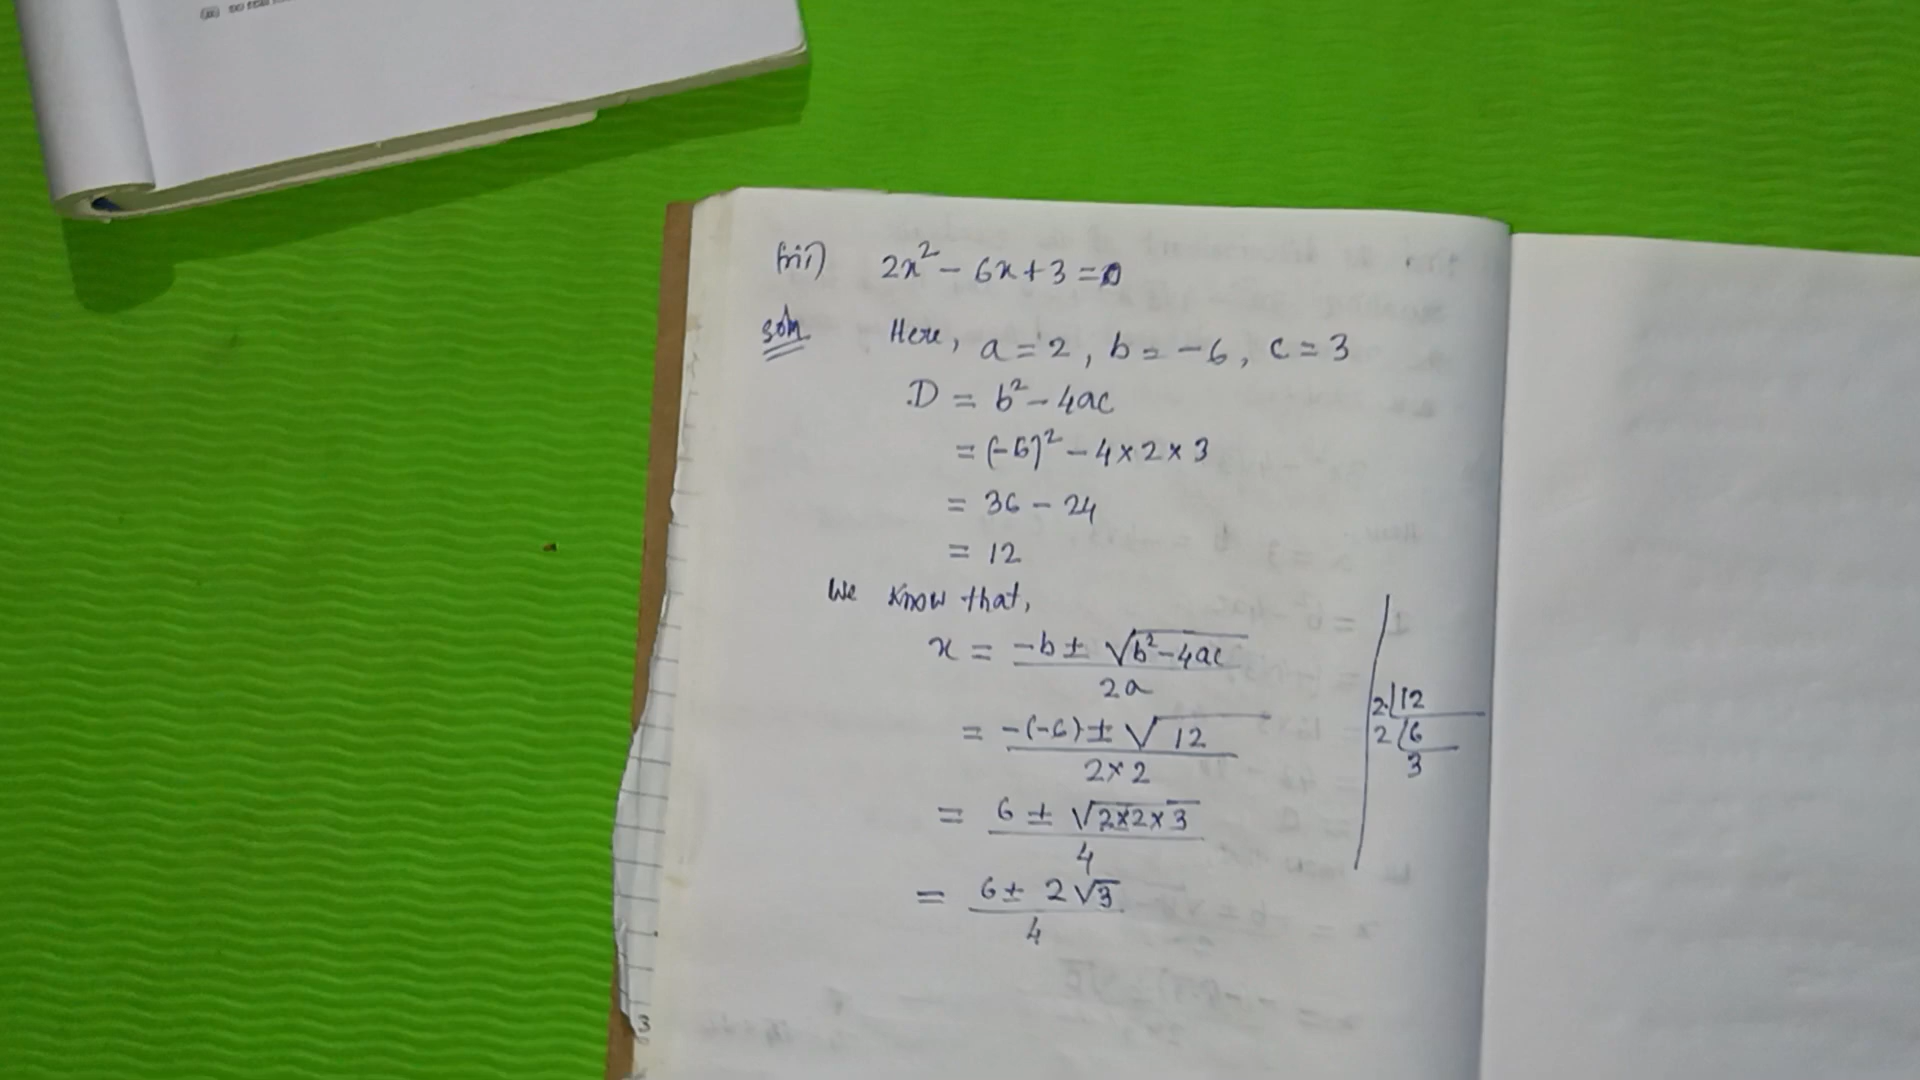 (iii) 2x² - 6x + 3 = 0
Soln Here, a = 2, b = -6, c = 3
D = b² - 4ac
= (-6)² - 4 × 2 × 3
= 36 - 24
= 12
We know that,
x = (-b ± √(b² - 4ac)) / 2a
= (-(-6) ± √12) / (2 × 2)
= (6 ± √(2×2×3)) / 4
= (6 ± 2√3) / 4
2 | 12
2 | 6
3
3